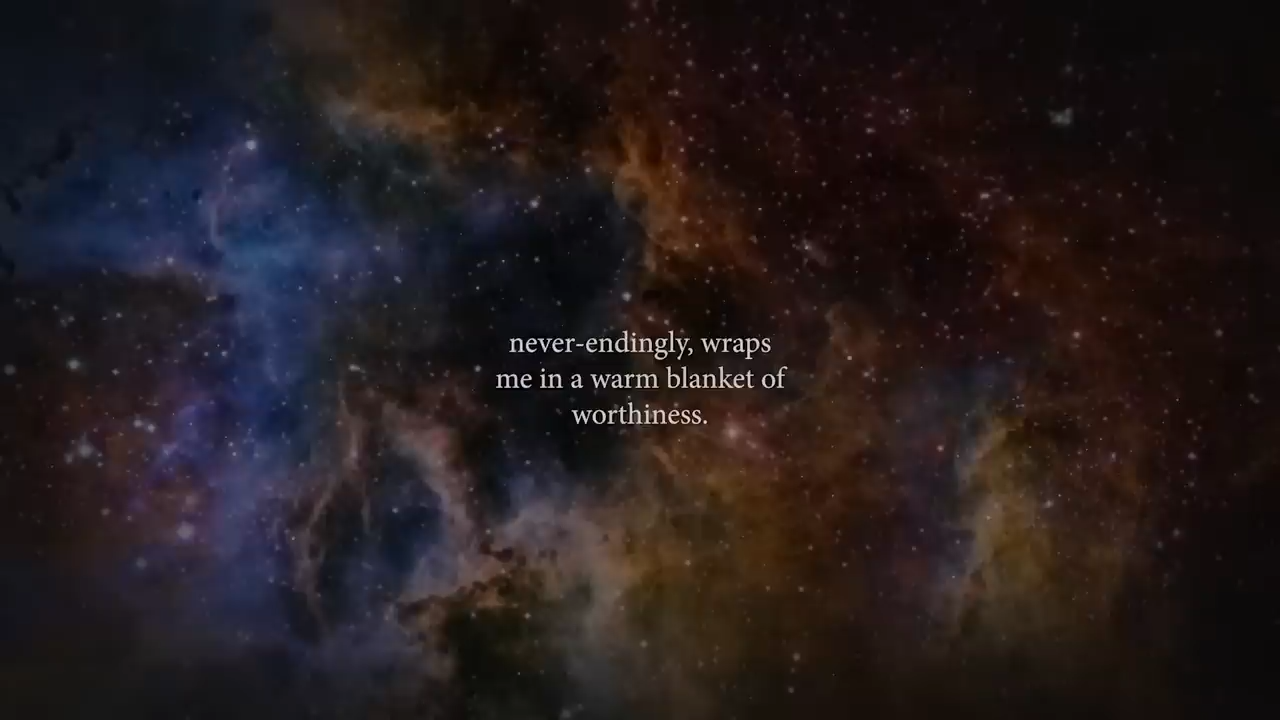 never-endingly, wraps
me in a warm blanket of
worthiness.